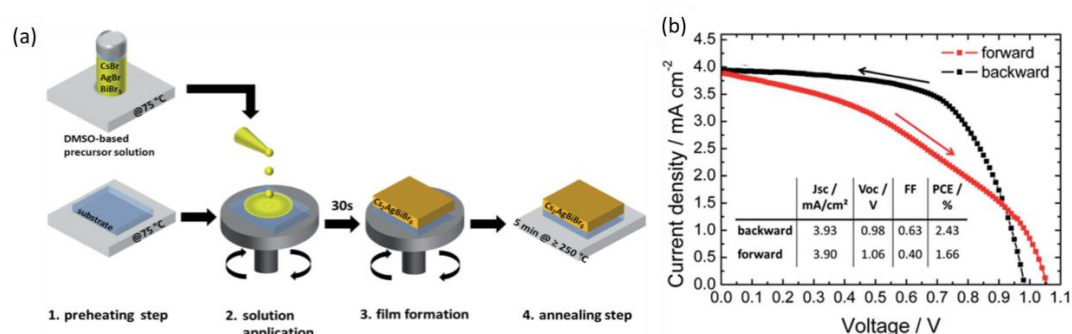 (a)
CsBr
AgBr
BiBr₃
@75 °C
DMSO-based
precursor solution
substrate
@75 °C
30s
Cs₂AgBiBr₆
Cs₂AgBiBr₆
5 min @ ≥ 250 °C
1. preheating step
2. solution
application
3. film formation
4. annealing step
(b)
forward
backward
Current density / mA cm⁻²
4.5
4.0
3.5
3.0
2.5
2.0
1.5
1.0
0.5
0.0
Jsc / Voc / FF PCE /
mA/cm² V %
backward 3.93 0.98 0.63 2.43
forward 3.90 1.06 0.40 1.66
0.0 0.1 0.2 0.3 0.4 0.5 0.6 0.7 0.8 0.9 1.0 1.1
Voltage / V